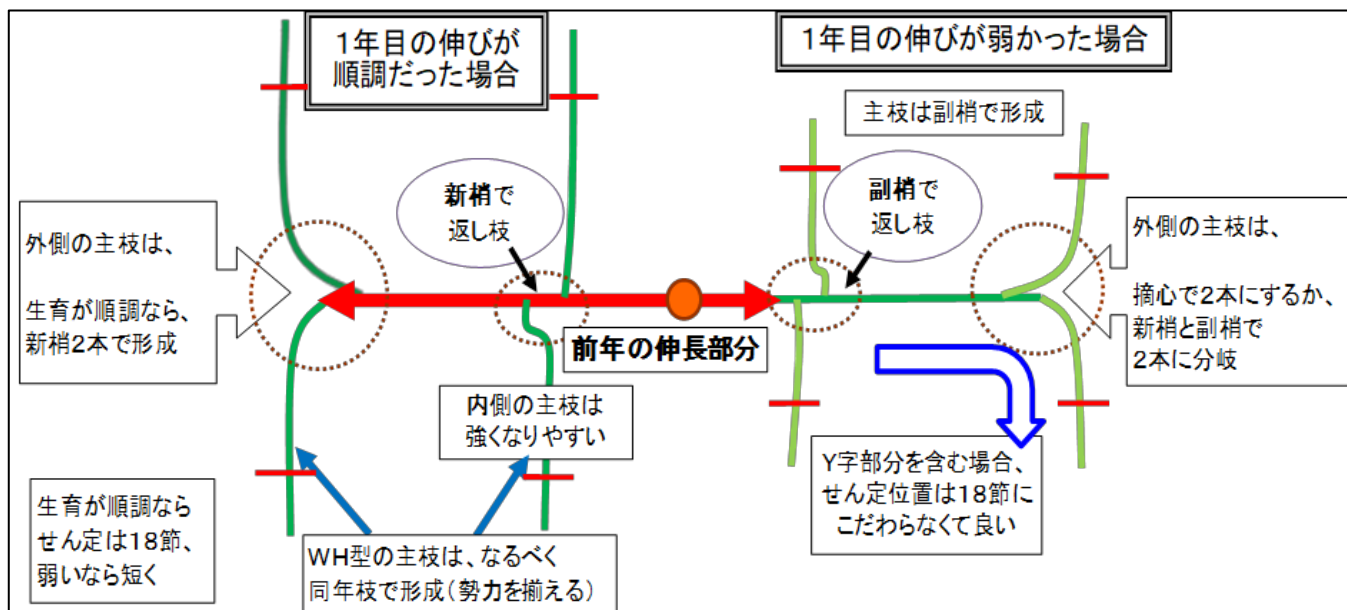 1年目の伸びが
順調だった場合
1年目の伸びが弱かった場合
主枝は副梢で形成
新梢で
返し枝
副梢で
返し枝
外側の主枝は、
生育が順調なら、
新梢2本で形成
外側の主枝は、
摘心で2本にするか、
新梢と副梢で
2本に分岐
前年の伸長部分
内側の主枝は
強くなりやすい
Y字部分を含む場合、
せん定位置は18節に
こだわらなくて良い
生育が順調なら
せん定は18節、
弱いなら短く
WH型の主枝は、なるべく
同年枝で形成(勢力を揃える)